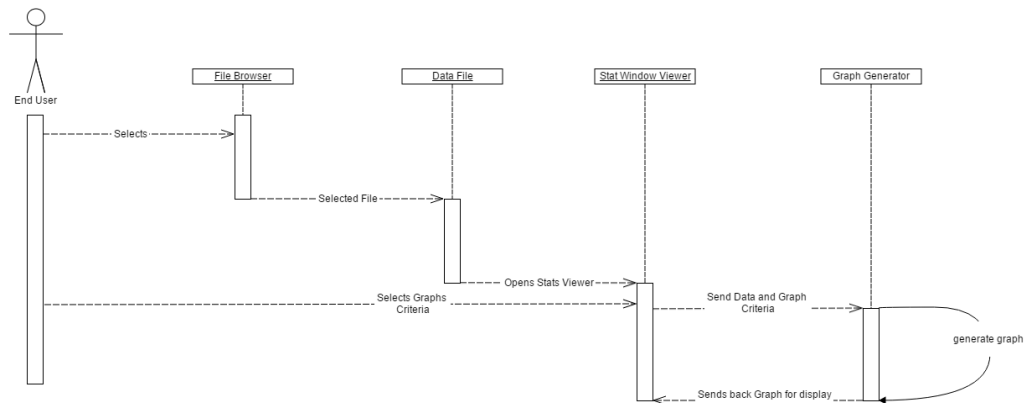 End User
File Browser
Data File
Stat Window Viewer
Graph Generator
Selects
Selected File
Opens Stats Viewer
Selects Graphs
Criteria
Send Data and Graph
Criteria
generate graph
Sends back Graph for display